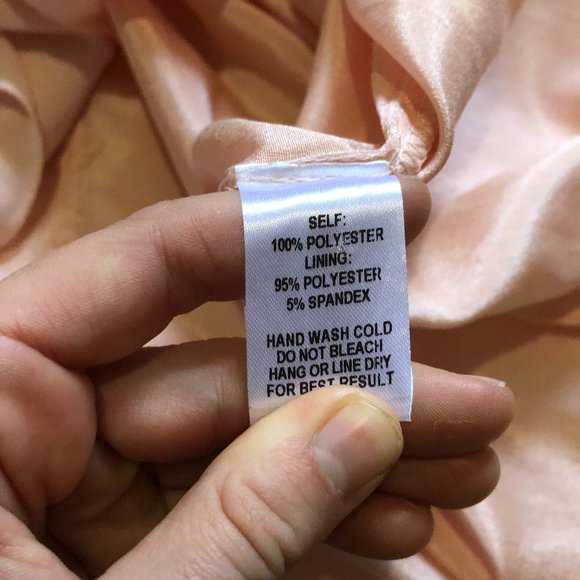 SELF:
100% POLYESTER
LINING:
95% POLYESTER
5% SPANDEX
HAND WASH COLD
DO NOT BLEACH
HANG OR LINE DRY
FOR BEST RESULT